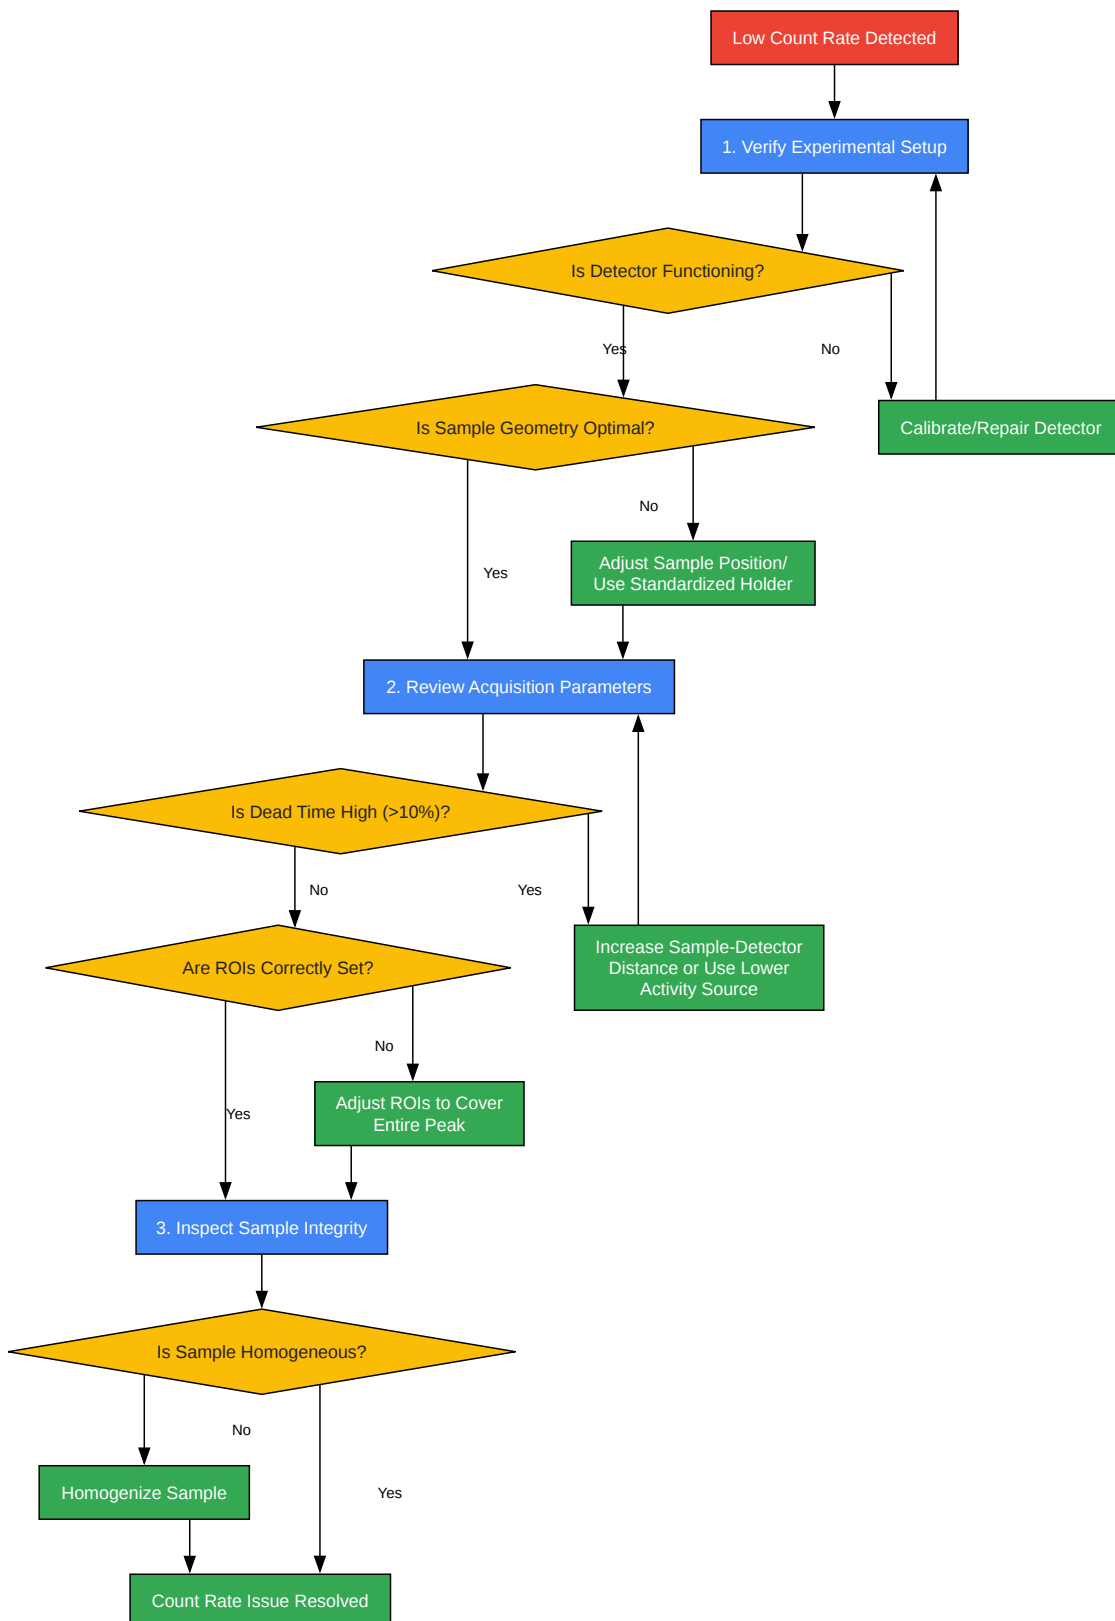 Low Count Rate Detected
1. Verify Experimental Setup
Is Detector Functioning?
Yes
No
Is Sample Geometry Optimal?
Calibrate/Repair Detector
No
Yes
Adjust Sample Position/
Use Standardized Holder
2. Review Acquisition Parameters
Is Dead Time High (>10%)?
No
Yes
Increase Sample-Detector
Distance or Use Lower
Activity Source
Are ROIs Correctly Set?
No
Yes
Adjust ROIs to Cover
Entire Peak
3. Inspect Sample Integrity
Is Sample Homogeneous?
No
Yes
Homogenize Sample
Count Rate Issue Resolved